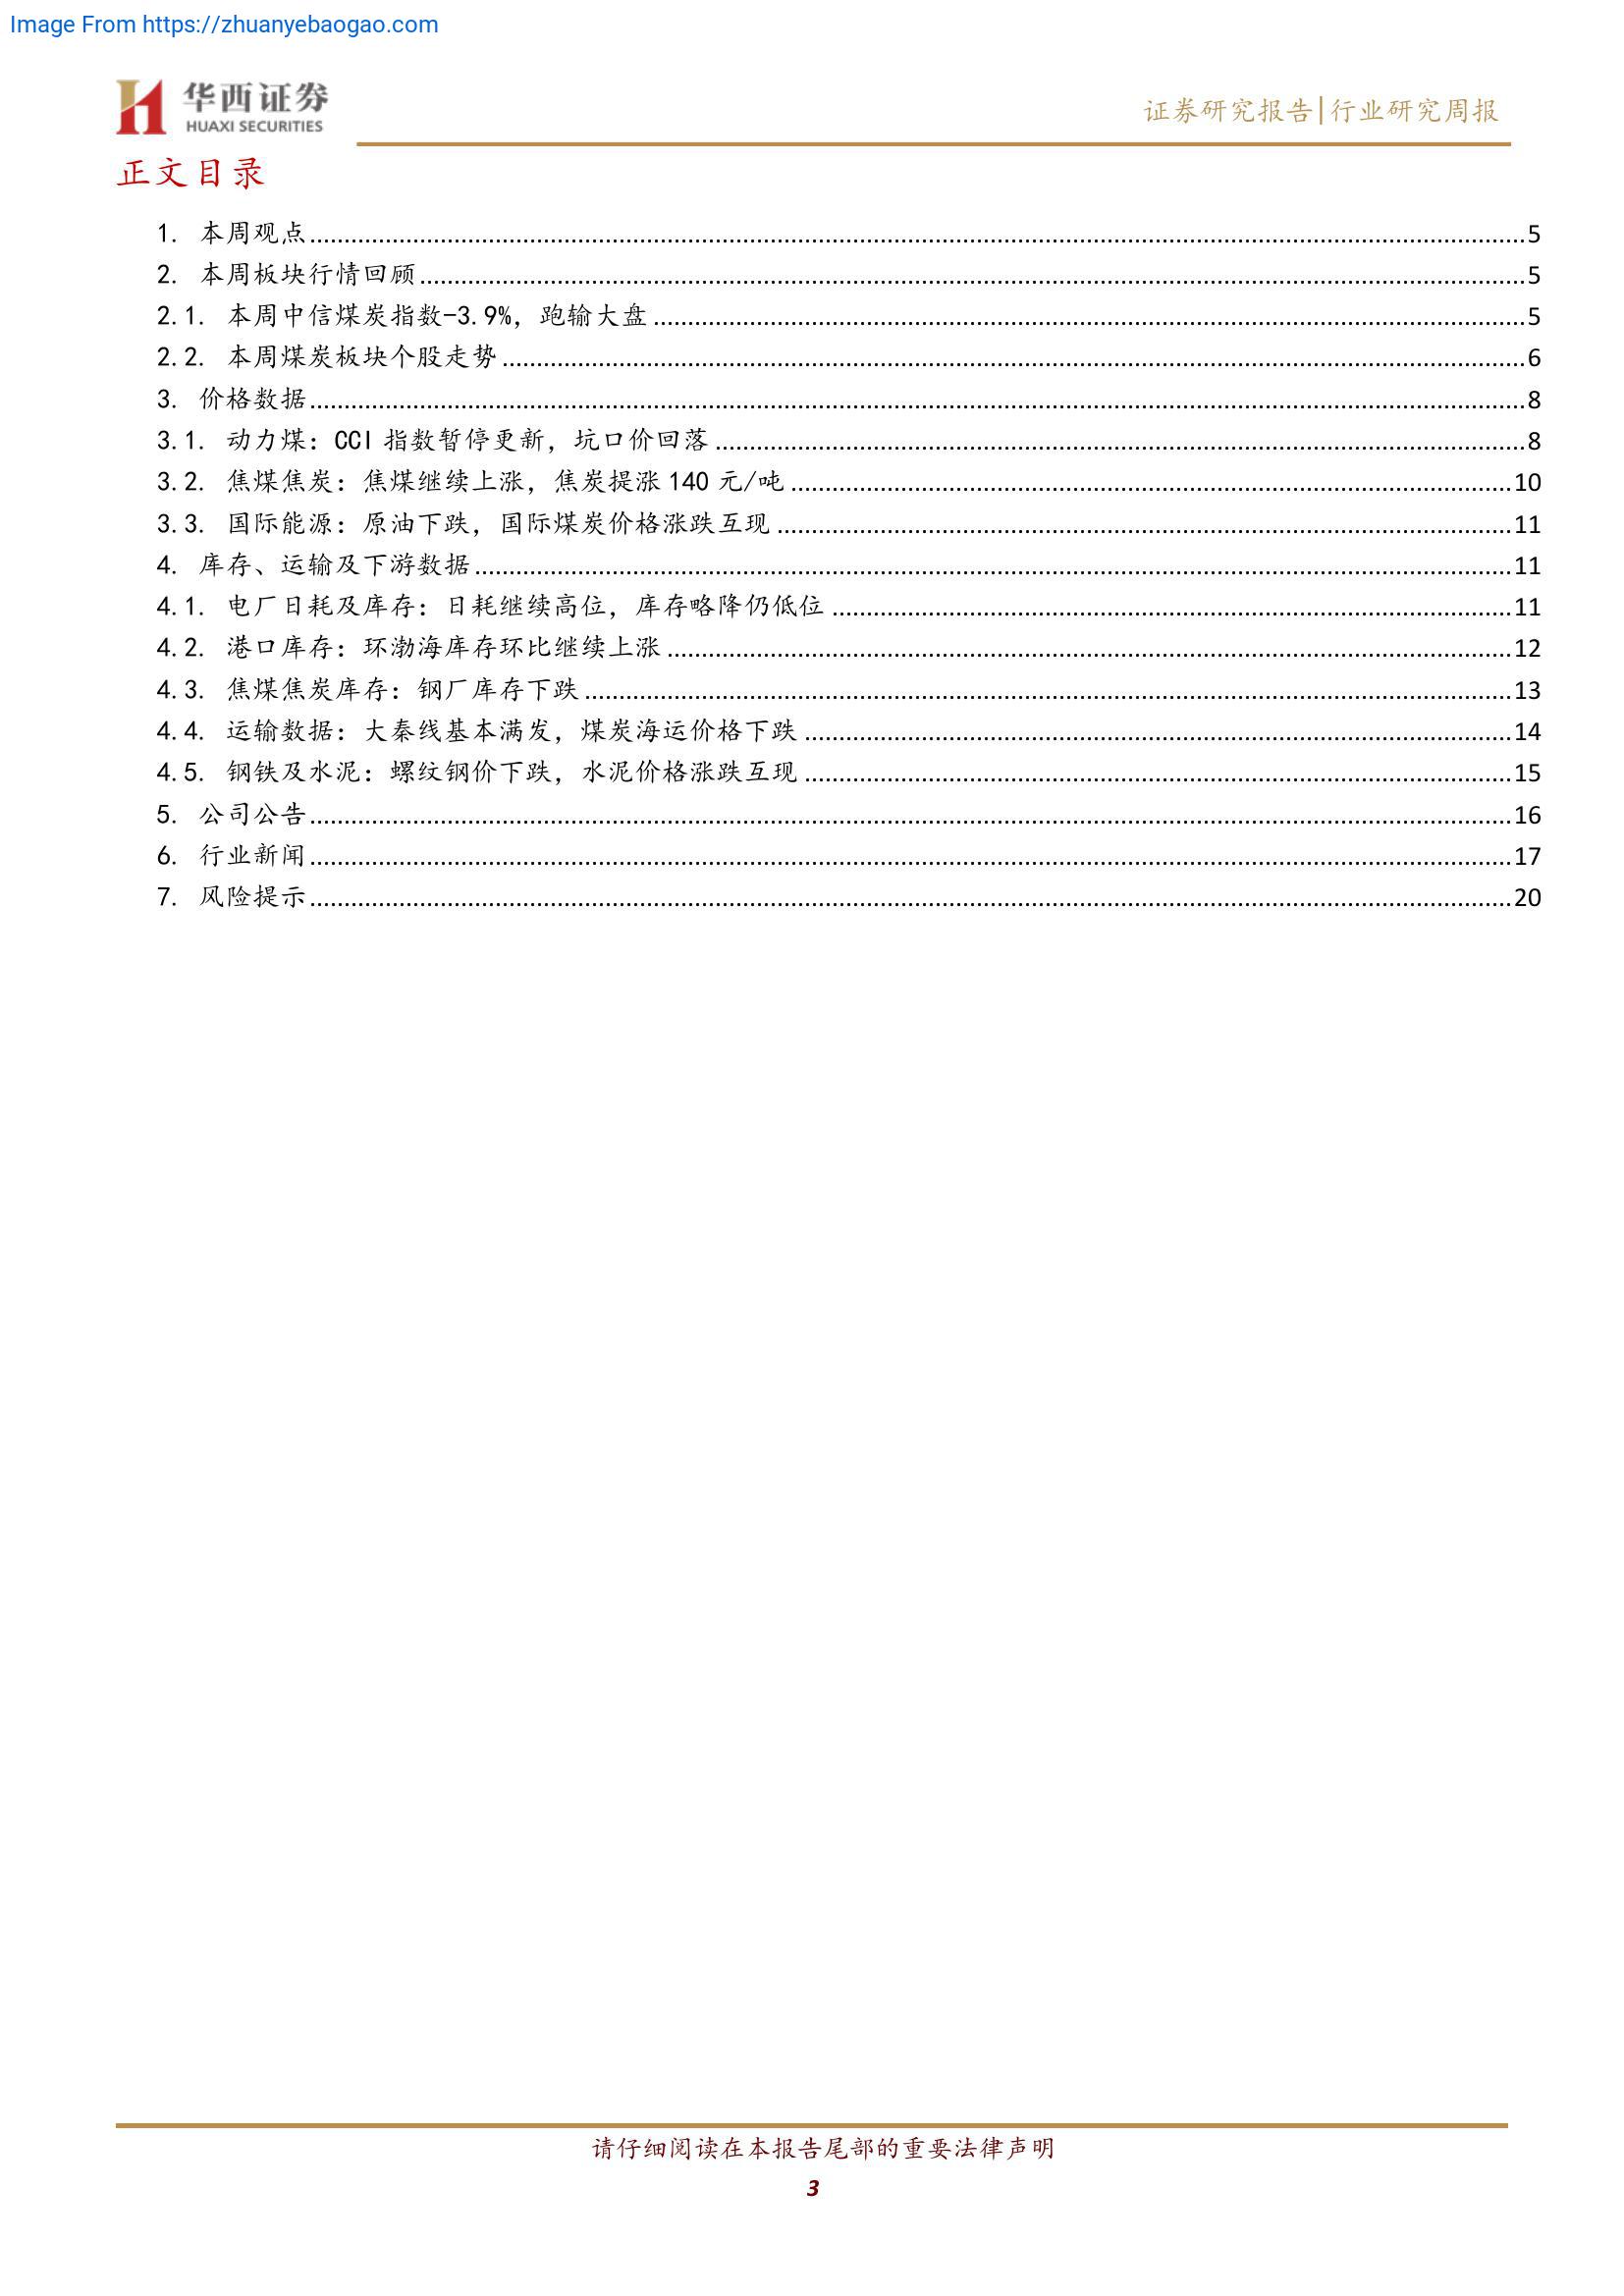 Image From https://zhuanyebaogao.com
华西证券
HUAXI SECURITIES
证券研究报告|行业研究周报
正文目录
1. 本周观点 5
2. 本周板块行情回顾 5
2.1. 本周中信煤炭指数-3.9%，跑输大盘 5
2.2. 本周煤炭板块个股走势 6
3. 价格数据 8
3.1. 动力煤：CCI 指数暂停更新，坑口价回落 8
3.2. 焦煤焦炭：焦煤继续上涨，焦炭提涨 140 元/吨 10
3.3. 国际能源：原油下跌，国际煤炭价格涨跌互现 11
4. 库存、运输及下游数据 11
4.1. 电厂日耗及库存：日耗继续高位，库存略降仍低位 11
4.2. 港口库存：环渤海库存环比继续上涨 12
4.3. 焦煤焦炭库存：钢厂库存下跌 13
4.4. 运输数据：大秦线基本满发，煤炭海运价格下跌 14
4.5. 钢铁及水泥：螺纹钢价下跌，水泥价格涨跌互现 15
5. 公司公告 16
6. 行业新闻 17
7. 风险提示 20
请仔细阅读在本报告尾部的重要法律声明
3